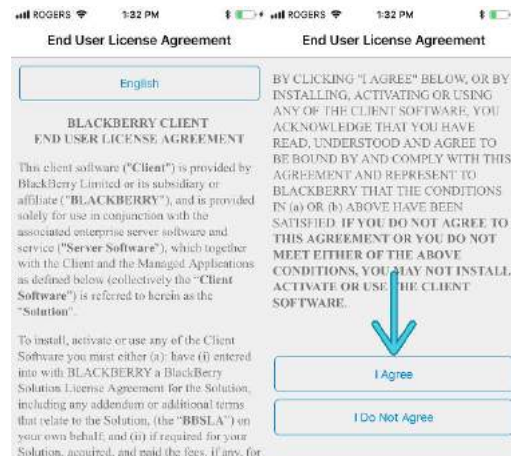 ROGERS 1:32 PM
End User License Agreement
English
BLACKBERRY CLIENT
END USER LICENSE AGREEMENT
This client software ("Client") is provided by
BlackBerry Limited or its subsidiary or
affiliate ("BLACKBERRY"), and is provided
solely for use in conjunction with the
associated enterprise server software and
service ("Server Software"), which together
with the Client and the Managed Applications
as defined below (collectively the "Client
Software") is referred to herein as the
"Solution".
To install, activate or use any of the Client
Software you must either (a): have (i) entered
into with BLACKBERRY a BlackBerry
Solution License Agreement for the Solution,
including any addendum or additional terms
that relate to the Solution, (the "BBSLA") on
your own behalf; and (ii) if required for your
Solution, acquired, and paid the fees, if any, for
ROGERS 1:32 PM
End User License Agreement
BY CLICKING "I AGREE" BELOW, OR BY
INSTALLING, ACTIVATING OR USING
ANY OF THE CLIENT SOFTWARE, YOU
ACKNOWLEDGE THAT YOU HAVE
READ, UNDERSTOOD AND AGREE TO
BE BOUND BY AND COMPLY WITH THIS
AGREEMENT AND REPRESENT TO
BLACKBERRY THAT THE CONDITIONS
IN (a) OR (b) ABOVE HAVE BEEN
SATISFIED. IF YOU DO NOT AGREE TO
THIS AGREEMENT OR YOU DO NOT
MEET EITHER OF THE ABOVE
CONDITIONS, YOU MAY NOT INSTALL,
ACTIVATE OR USE THE CLIENT
SOFTWARE.
I Agree
I Do Not Agree